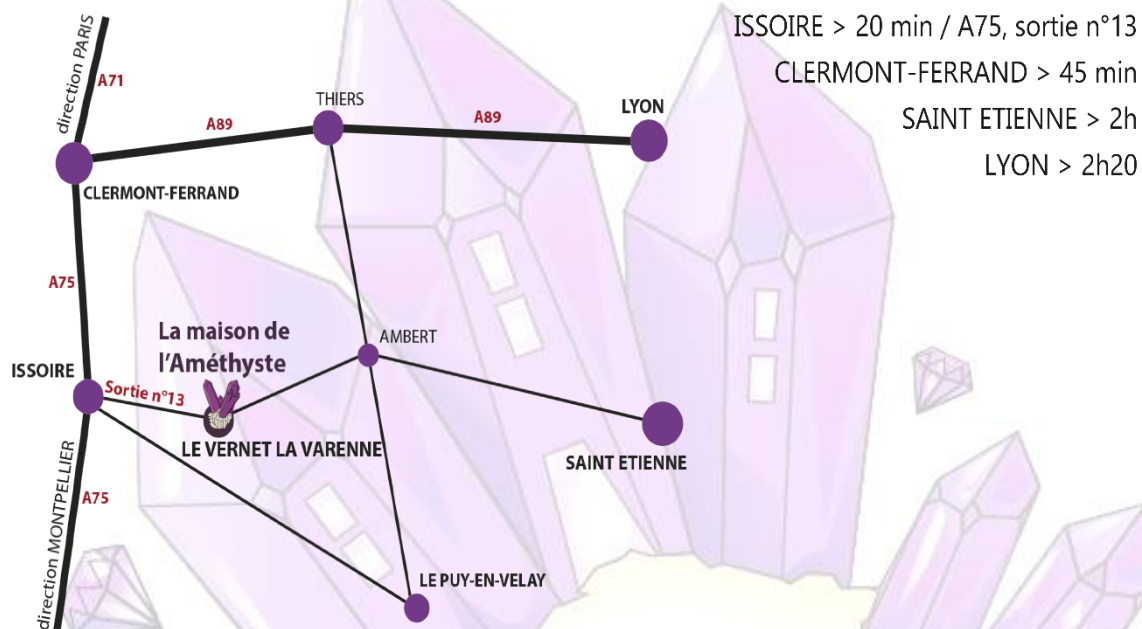 ISSOIRE > 20 min / A75, sortie n°13
CLERMONT-FERRAND > 45 min
SAINT ETIENNE > 2h
LYON > 2h20
direction PARIS
A71
THIERS
LYON
A89
A89
CLERMONT-FERRAND
A75
La maison de
l'Améthyste
AMBERT
ISSOIRE
Sortie n°13
LE VERNET LA VARENNE
SAINT ETIENNE
direction MONTPELLIER
A75
LE PUY-EN-VELAY